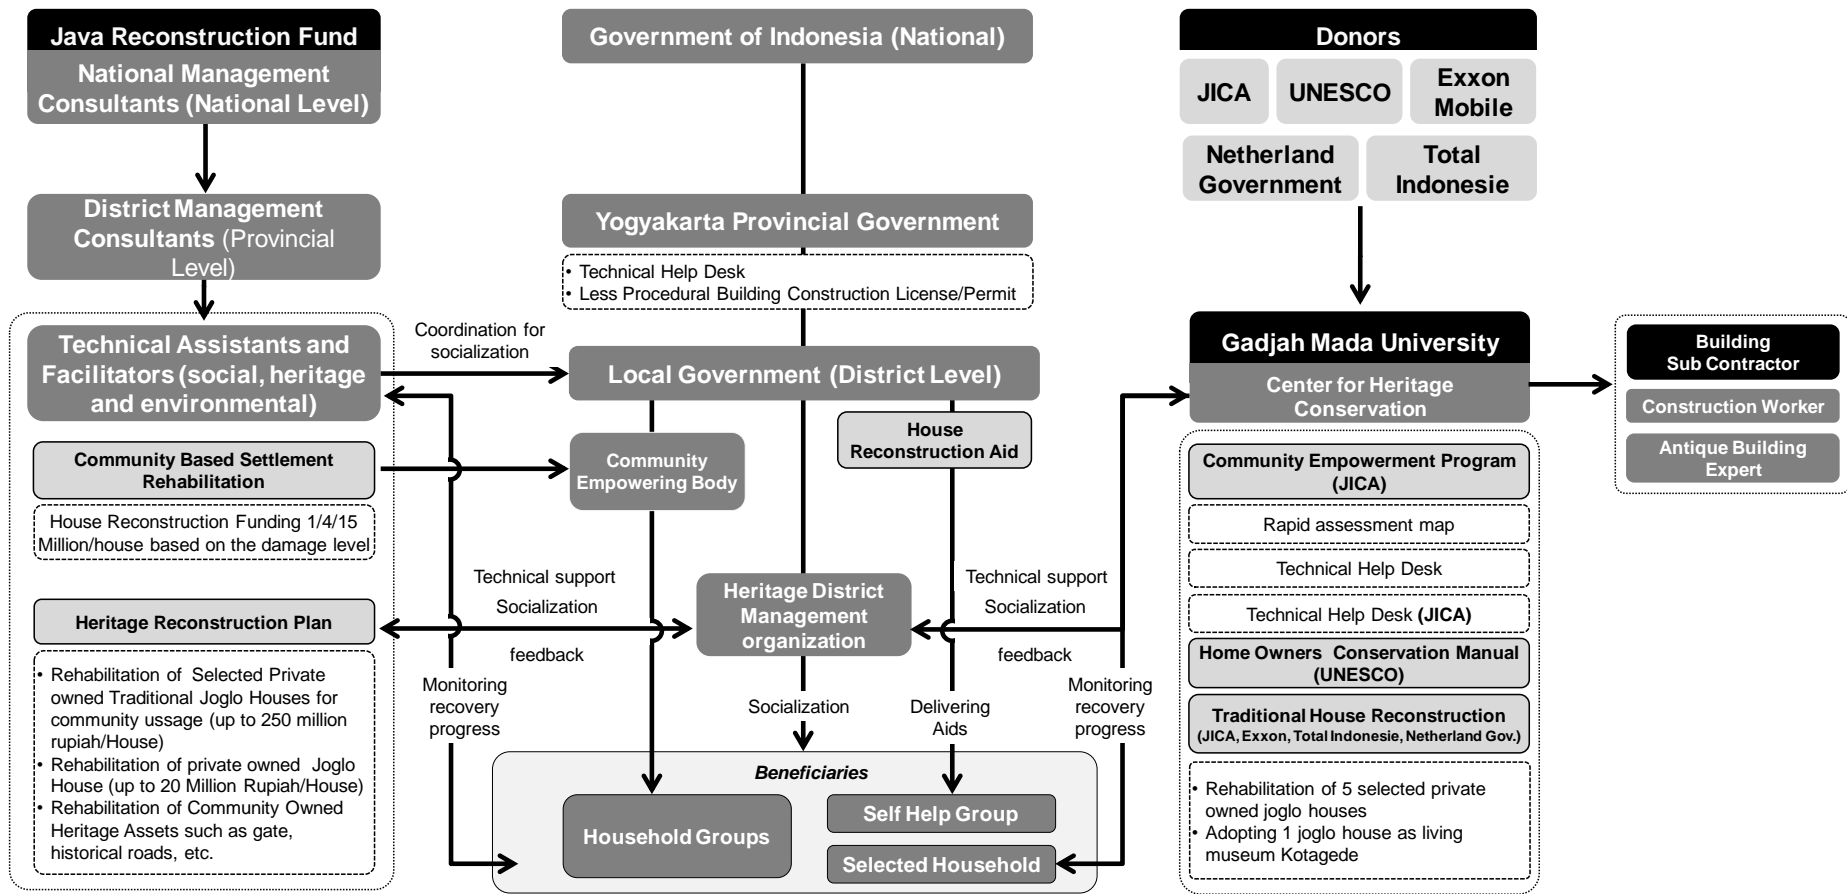 Java Reconstruction Fund
National Management
Consultants (National Level)
District Management
Consultants (Provincial
Level)
Technical Assistants and
Facilitators (social, heritage
and environmental)
Community Based Settlement
Rehabilitation
House Reconstruction Funding 1/4/15
Million/house based on the damage level
Heritage Reconstruction Plan
• Rehabilitation of Selected Private
owned Traditional Joglo Houses for
community ussage (up to 250 million
rupiah/House)
• Rehabilitation of private owned Joglo
House (up to 20 Million Rupiah/House)
• Rehabilitation of Community Owned
Heritage Assets such as gate,
historical roads, etc.
Coordination for
socialization
Technical support
Socialization
feedback
Monitoring
recovery
progress
Government of Indonesia (National)
Yogyakarta Provincial Government
• Technical Help Desk
• Less Procedural Building Construction License/Permit
Local Government (District Level)
Community
Empowering Body
House
Reconstruction Aid
Heritage District
Management
organization
Socialization
Delivering
Aids
Technical support
Socialization
feedback
Monitoring
recovery
progress
Beneficiaries
Household Groups
Self Help Group
Selected Household
Donors
JICA
UNESCO
Exxon
Mobile
Netherland
Government
Total
Indonesie
Gadjah Mada University
Center for Heritage
Conservation
Community Empowerment Program
(JICA)
Rapid assessment map
Technical Help Desk
Technical Help Desk (JICA)
Home Owners Conservation Manual
(UNESCO)
Traditional House Reconstruction
(JICA, Exxon, Total Indonesie, Netherland Gov.)
• Rehabilitation of 5 selected private
owned joglo houses
• Adopting 1 joglo house as living
museum Kotagede
Building
Sub Contractor
Construction Worker
Antique Building
Expert